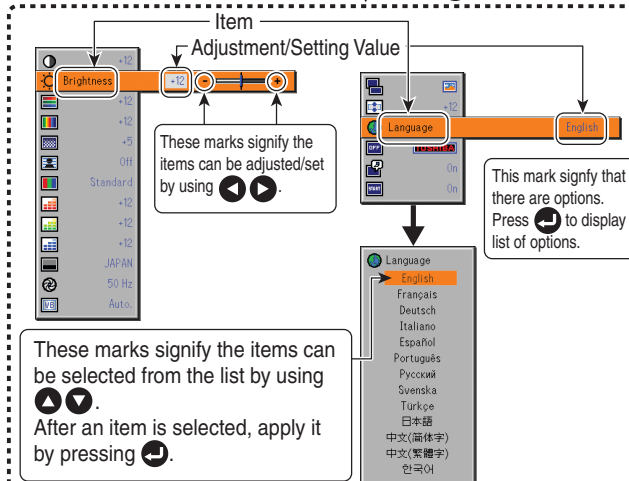 Item
Adjustment/Setting Value
+12
Brightness
+12
- +
+12
+12
+5
Off
Standard
+12
+12
+12
JAPAN
50 Hz
VB
Auto.
These marks signify the
items can be adjusted/set
by using
.
+12
Language
English
OFF
TOSHIBA
On
START
On
This mark signfy that
there are options.
Press
to display
list of options.
Language
English
Français
Deutsch
Italiano
Español
Português
Русский
Svenska
Türkçe
日本語
中文(简体字)
中文(繁體字)
한국어
These marks signify the items can
be selected from the list by using
.
After an item is selected, apply it
by pressing
.